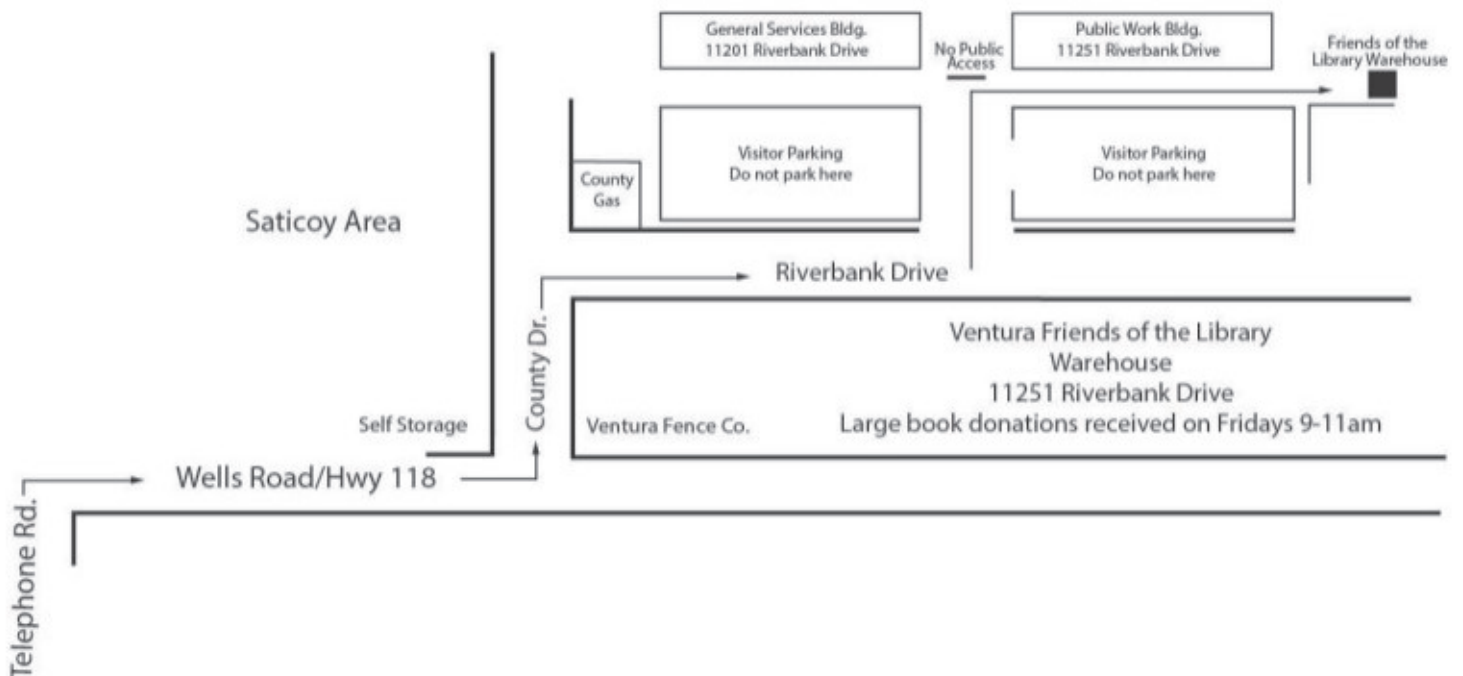 General Services Bldg.
11201 Riverbank Drive
No Public
Access
Public Work Bldg.
11251 Riverbank Drive
Friends of the
Library Warehouse
County
Gas
Visitor Parking
Do not park here
Visitor Parking
Do not park here
Saticoy Area
Riverbank Drive
County Dr.
Ventura Friends of the Library
Warehouse
11251 Riverbank Drive
Large book donations received on Fridays 9-11am
Self Storage
Ventura Fence Co.
Wells Road/Hwy 118
Telephone Rd.